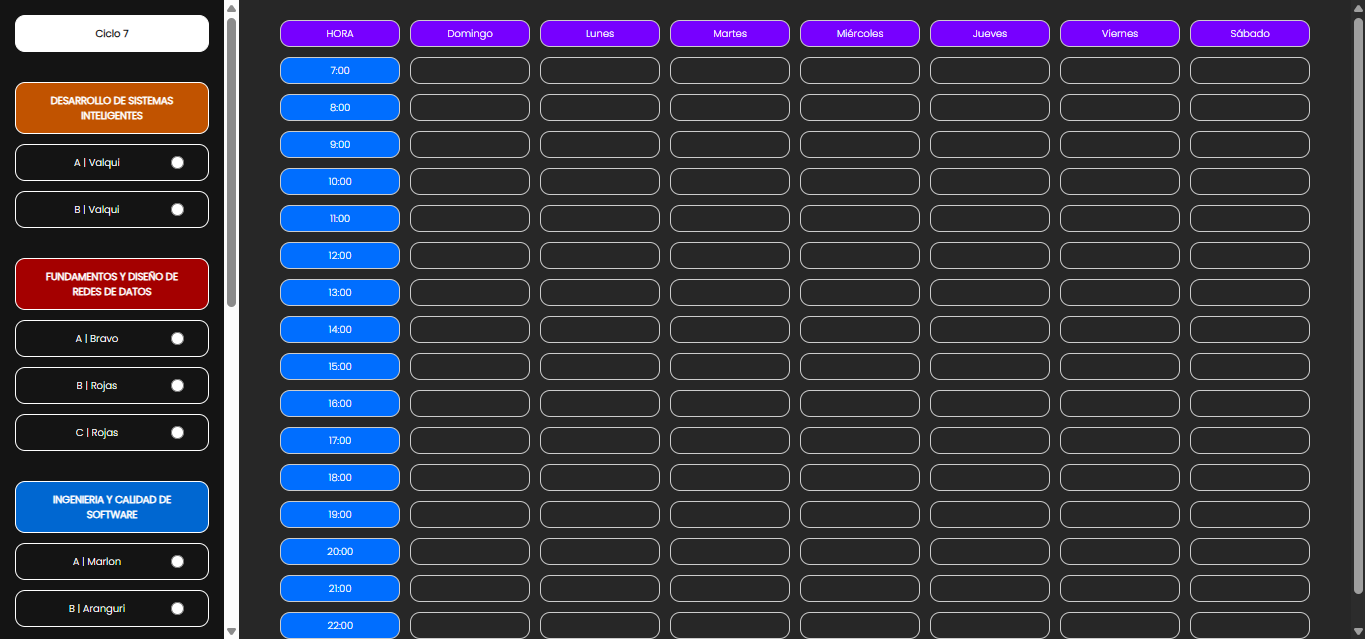 Ciclo 7
DESARROLLO DE SISTEMAS
INTELIGENTES
A | Valqui
B | Valqui
FUNDAMENTOS Y DISEÑO DE
REDES DE DATOS
A | Bravo
B | Rojas
C | Rojas
INGENIERIA Y CALIDAD DE
SOFTWARE
A | Marlon
B | Aranguri
HORA Domingo Lunes Martes Miércoles Jueves Viernes Sábado
7:00
8:00
9:00
10:00
11:00
12:00
13:00
14:00
15:00
16:00
17:00
18:00
19:00
20:00
21:00
22:00